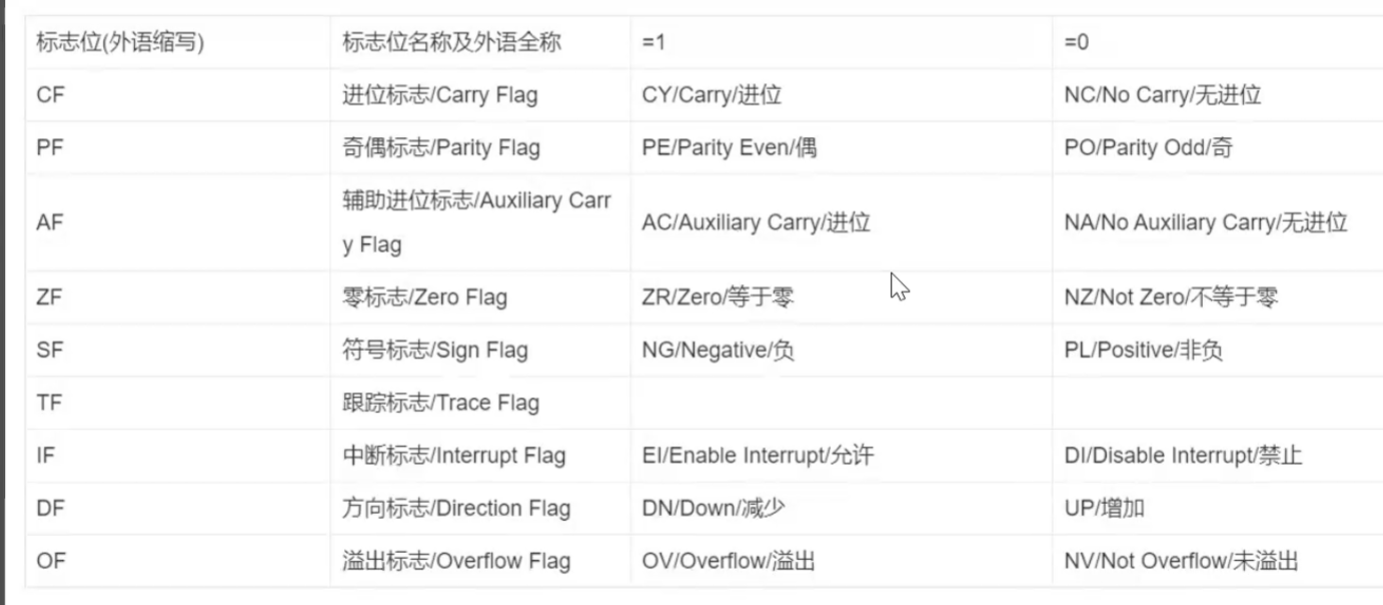 标志位(外语缩写) 标志位名称及外语全称 =1 =0
CF 进位标志/Carry Flag CY/Carry/进位 NC/No Carry/无进位
PF 奇偶标志/Parity Flag PE/Parity Even/偶 PO/Parity Odd/奇
辅助进位标志/Auxiliary Carr
AF AC/Auxiliary Carry/进位 NA/No Auxiliary Carry/无进位
y Flag
ZF 零标志/Zero Flag ZR/Zero/等于零 NZ/Not Zero/不等于零
SF 符号标志/Sign Flag NG/Negative/负 PL/Positive/非负
TF 跟踪标志/Trace Flag
IF 中断标志/Interrupt Flag EI/Enable Interrupt/允许 DI/Disable Interrupt/禁止
DF 方向标志/Direction Flag DN/Down/减少 UP/增加
OF 溢出标志/Overflow Flag OV/Overflow/溢出 NV/Not Overflow/未溢出